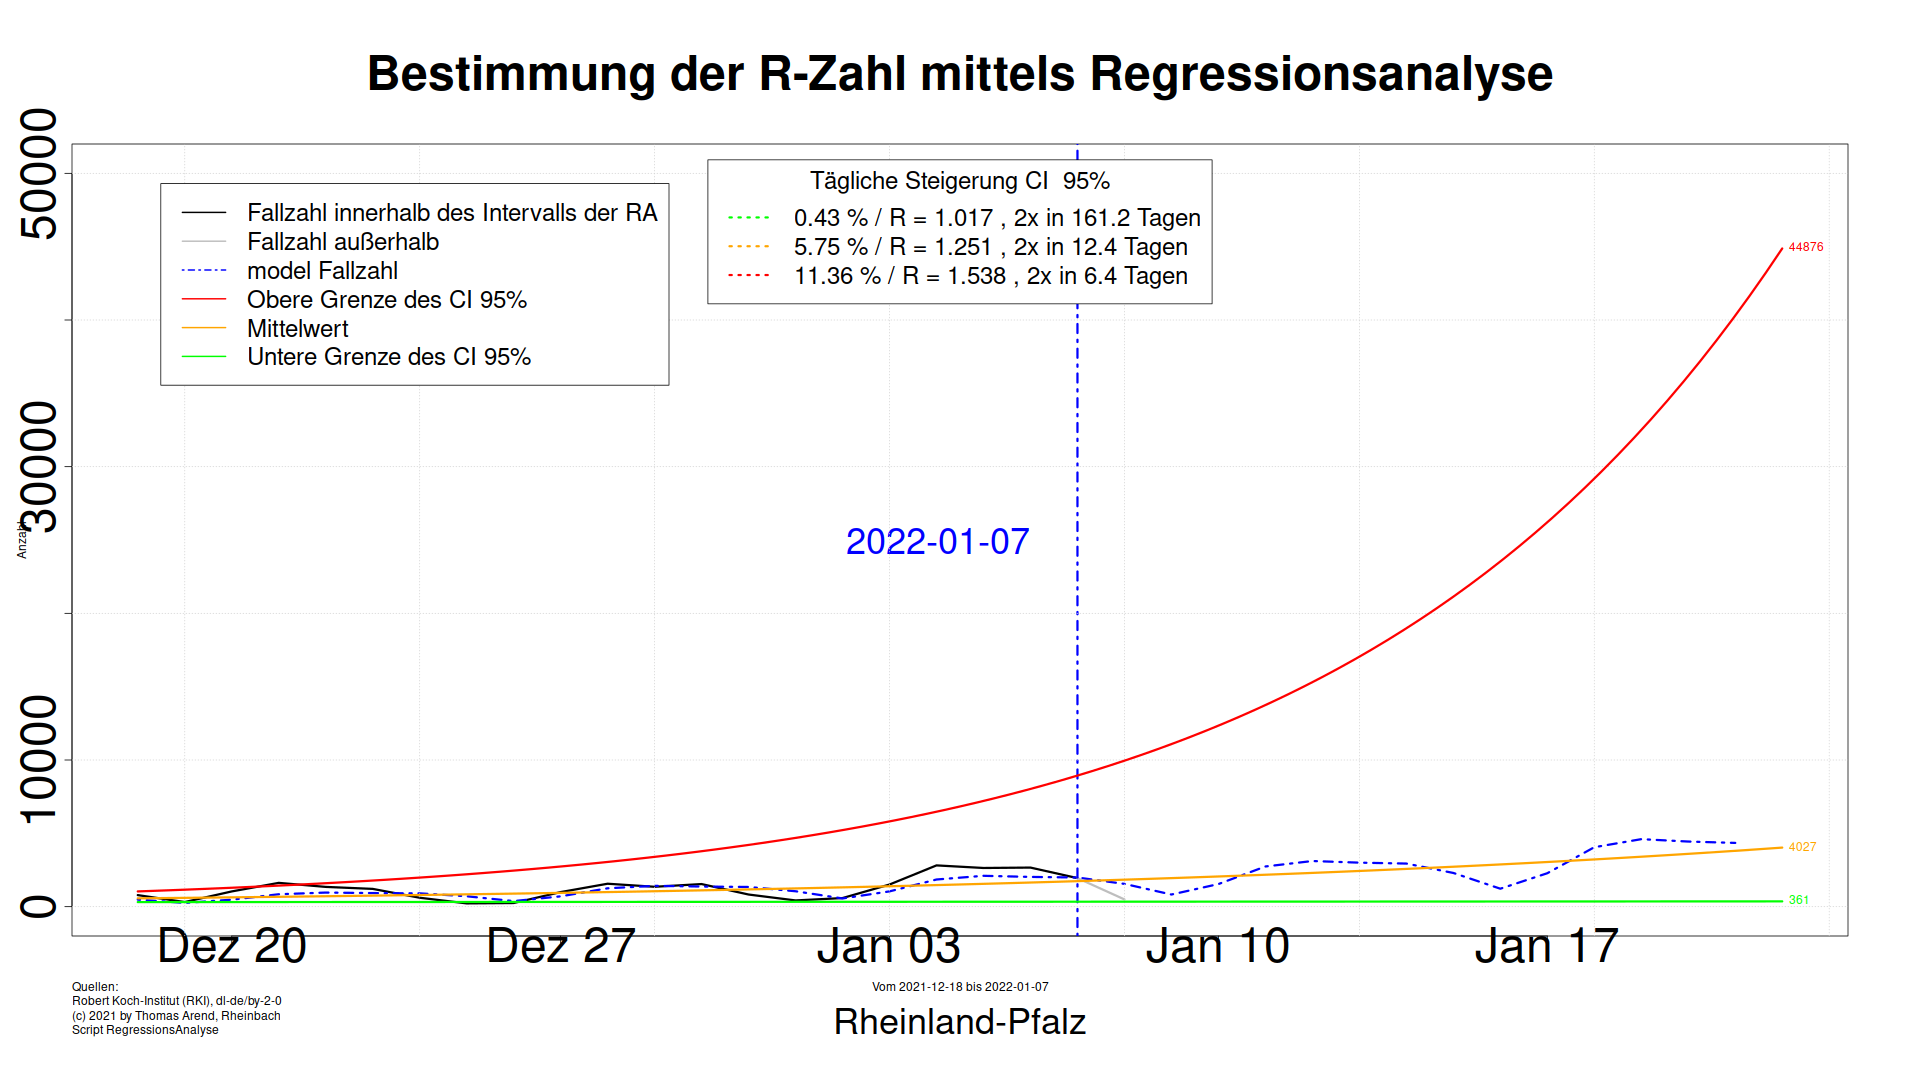 Bestimmung der R-Zahl mittels Regressionsanalyse
50000
30000
10000
0
Anzahl
Fallzahl innerhalb des Intervalls der RA
Fallzahl außerhalb
model Fallzahl
Obere Grenze des CI 95%
Mittelwert
Untere Grenze des CI 95%
Tägliche Steigerung CI  95%
0.43 % / R = 1.017 , 2x in 161.2 Tagen
5.75 % / R = 1.251 , 2x in 12.4 Tagen
11.36 % / R = 1.538 , 2x in 6.4 Tagen
44876
2022-01-07
4027
361
Dez 20
Dez 27
Jan 03
Jan 10
Jan 17
Quellen:
Robert Koch-Institut (RKI), dl-de/by-2-0
(c) 2021 by Thomas Arend, Rheinbach
Script RegressionsAnalyse
Vom 2021-12-18 bis 2022-01-07
Rheinland-Pfalz